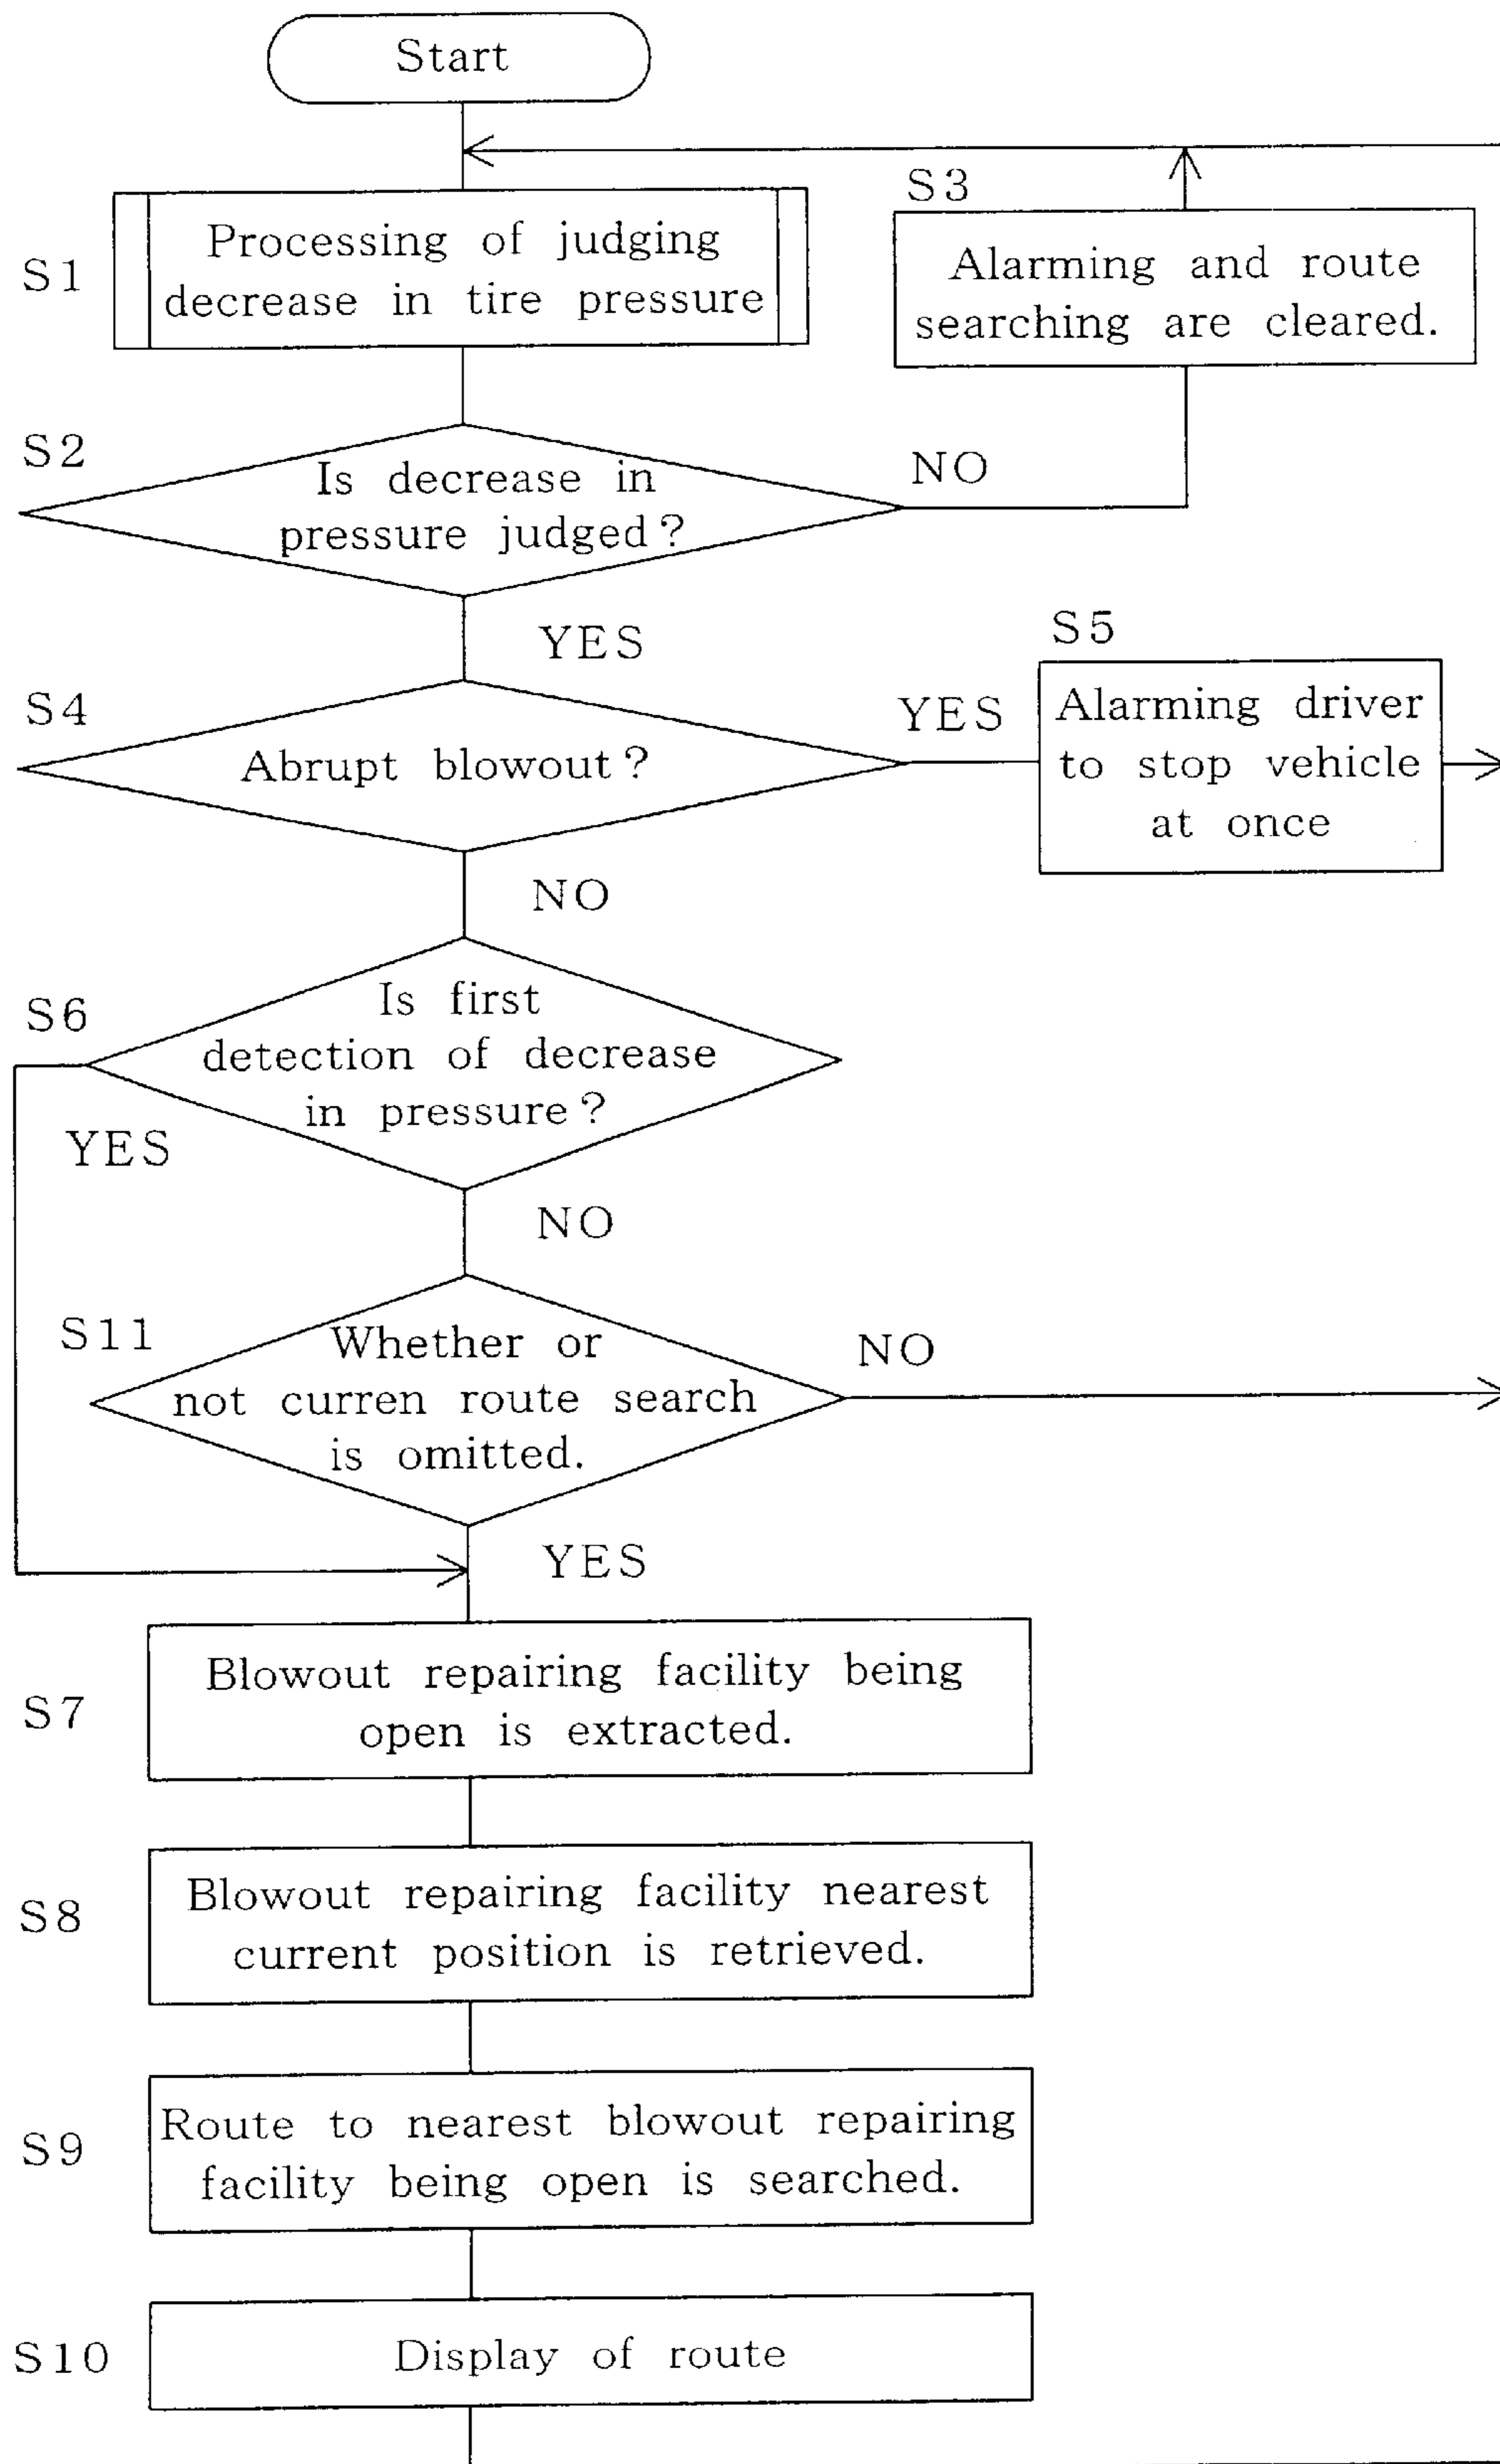 Start
S1
Processing of judging
decrease in tire pressure
S3
Alarming and route
searching are cleared.
S2
Is decrease in
pressure judged?
NO
YES
S4
Abrupt blowout?
YES
S5
Alarming driver
to stop vehicle
at once
NO
S6
Is first
detection of decrease
in pressure?
YES
NO
S11
Whether or
not curren route search
is omitted.
NO
YES
S7
Blowout repairing facility being
open is extracted.
S8
Blowout repairing facility nearest
current position is retrieved.
S9
Route to nearest blowout repairing
facility being open is searched.
S10
Display of route